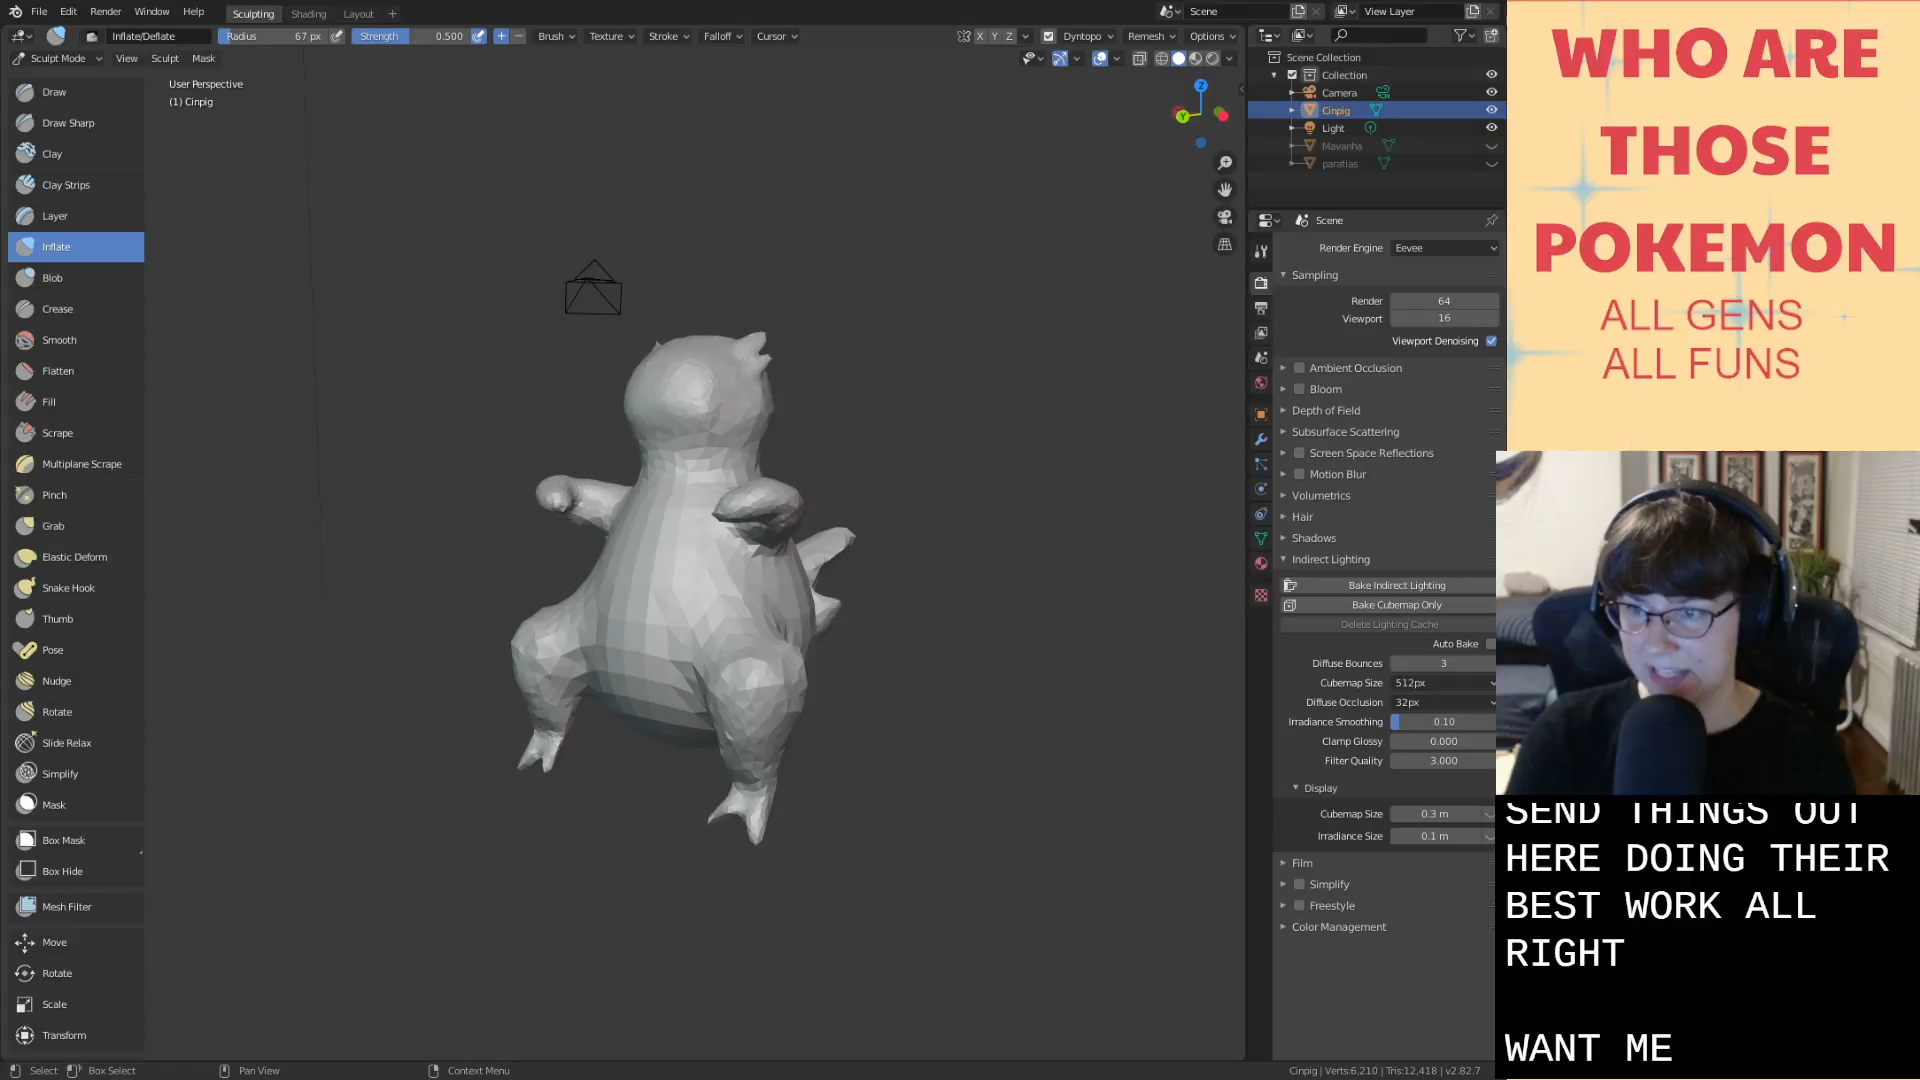 File Edit Render Window Help Sculpting Shading Layout Scene View Layer
Inflate/Deflate Radius 67 px Strength 0.500 Brush Texture Stroke Falloff Cursor X Y Z Dyntopo Remesh Options
Sculpt Mode View Sculpt Mask
User Perspective
(1) Cinpig
Draw
Draw Sharp
Clay
Clay Strips
Layer
Inflate
Blob
Crease
Smooth
Flatten
Fill
Scrape
Multiplane Scrape
Pinch
Grab
Elastic Deform
Snake Hook
Thumb
Pose
Nudge
Rotate
Slide Relax
Simplify
Mask
Box Mask
Box Hide
Mesh Filter
Move
Rotate
Scale
Transform
Z
Y
Scene Collection
Collection
Camera
Cinpig
Light
Mavanha
paratias
Scene
Render Engine Eevee
Sampling
Render 64
Viewport 16
Viewport Denoising
Ambient Occlusion
Bloom
Depth of Field
Subsurface Scattering
Screen Space Reflections
Motion Blur
Volumetrics
Hair
Shadows
Indirect Lighting
Bake Indirect Lighting
Bake Cubemap Only
Delete Lighting Cache
Auto Bake
Diffuse Bounces 3
Cubemap Size 512px
Diffuse Occlusion 32px
Irradiance Smoothing 0.10
Clamp Glossy 0.000
Filter Quality 3.000
Display
Cubemap Size 0.3 m
Irradiance Size 0.1 m
Film
Simplify
Freestyle
Color Management
Select Box Select Pan View Context Menu Cinpig | Verts:6,210 | Tris:12,418 | v2.82.7
WHO ARE
THOSE
POKEMON
ALL GENS
ALL FUNS
SEND THINGS OUT
HERE DOING THEIR
BEST WORK ALL
RIGHT
WANT ME